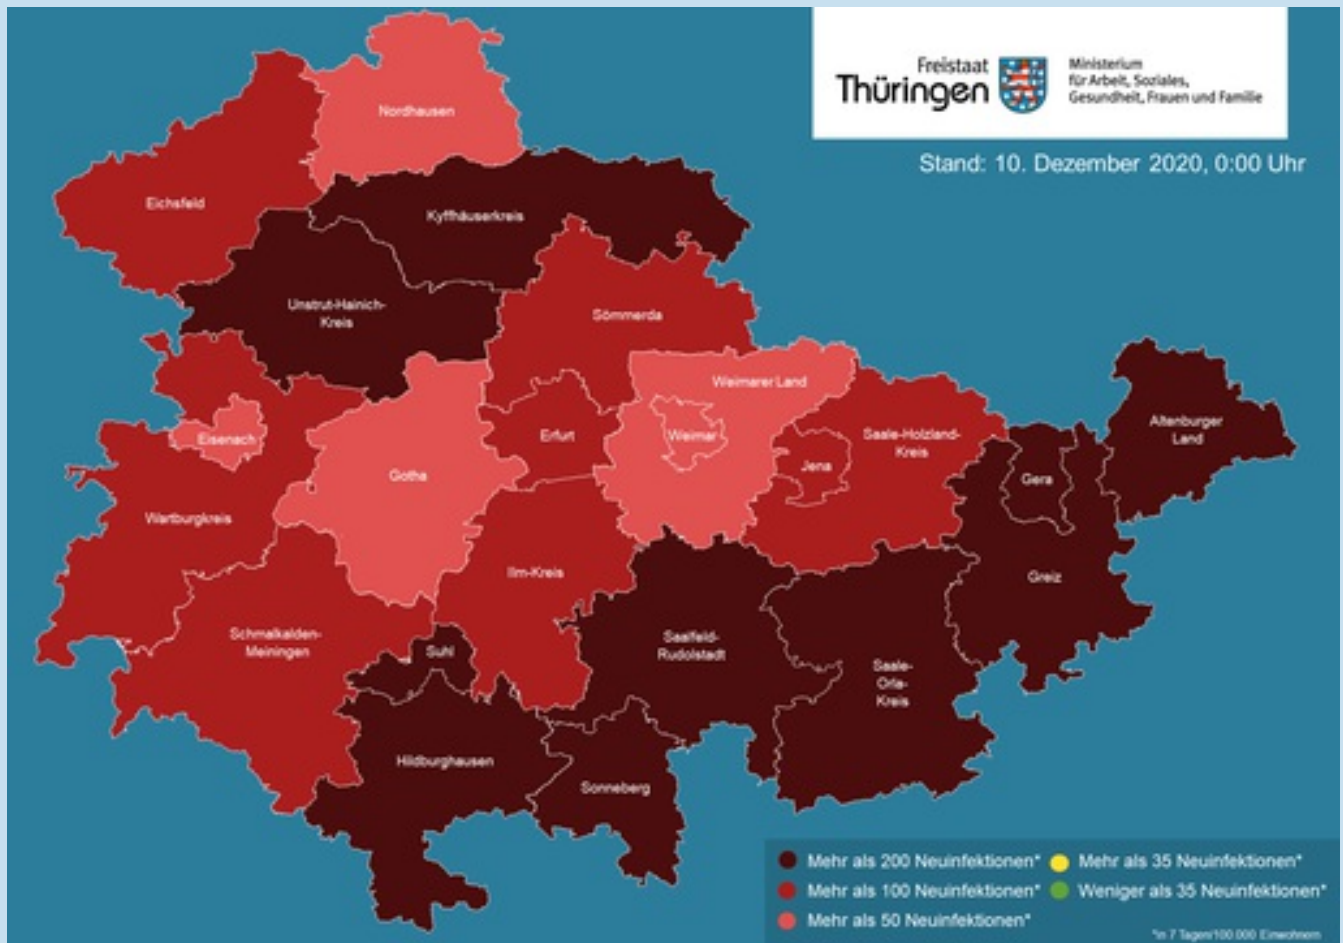 Freistaat
Thüringen
Ministerium
für Arbeit, Soziales,
Gesundheit, Frauen und Familie
Stand: 10. Dezember 2020, 0:00 Uhr
Nordhausen
Eichsfeld
Kyffhäuserkreis
Unstrut-Hainich-
Kreis
Sömmerda
Weimarer Land
Eisenach
Gotha
Erfurt
Weimar
Jena
Saale-Holzland-
Kreis
Gera
Altenburger
Land
Wartburgkreis
Ilm-Kreis
Greiz
Schmalkalden-
Meiningen
Suhl
Saalfeld-
Rudolstadt
Saale-
Orla-
Kreis
Hildburghausen
Sonneberg
Mehr als 200 Neuinfektionen*
Mehr als 100 Neuinfektionen*
Mehr als 50 Neuinfektionen*
Mehr als 35 Neuinfektionen*
Weniger als 35 Neuinfektionen*
*in 7 Tagen/100 000 Einwohnern